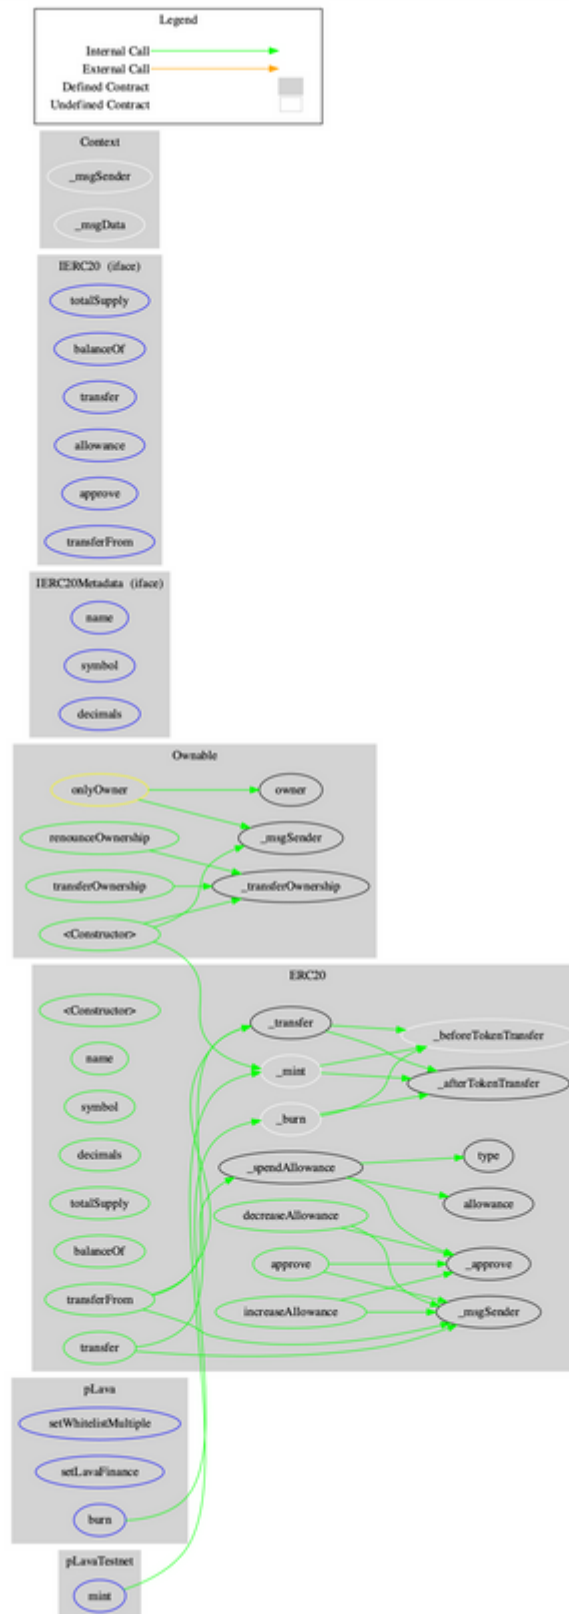 Legend
Internal Call
External Call
Defined Contract
Undefined Contract
Context
_msgSender
_msgData
IERC20 (iface)
totalSupply
balanceOf
transfer
allowance
approve
transferFrom
IERC20Metadata (iface)
name
symbol
decimals
Ownable
onlyOwner
owner
renounceOwnership
_msgSender
transferOwnership
_transferOwnership
<Constructor>
ERC20
<Constructor>
_transfer
_beforeTokenTransfer
name
_mint
_afterTokenTransfer
symbol
_burn
decimals
_spendAllowance
type
totalSupply
decreaseAllowance
allowance
balanceOf
approve
_approve
transferFrom
increaseAllowance
_msgSender
transfer
pLava
setWhitelistMultiple
setLavaFinance
burn
pLavaTestnet
mint